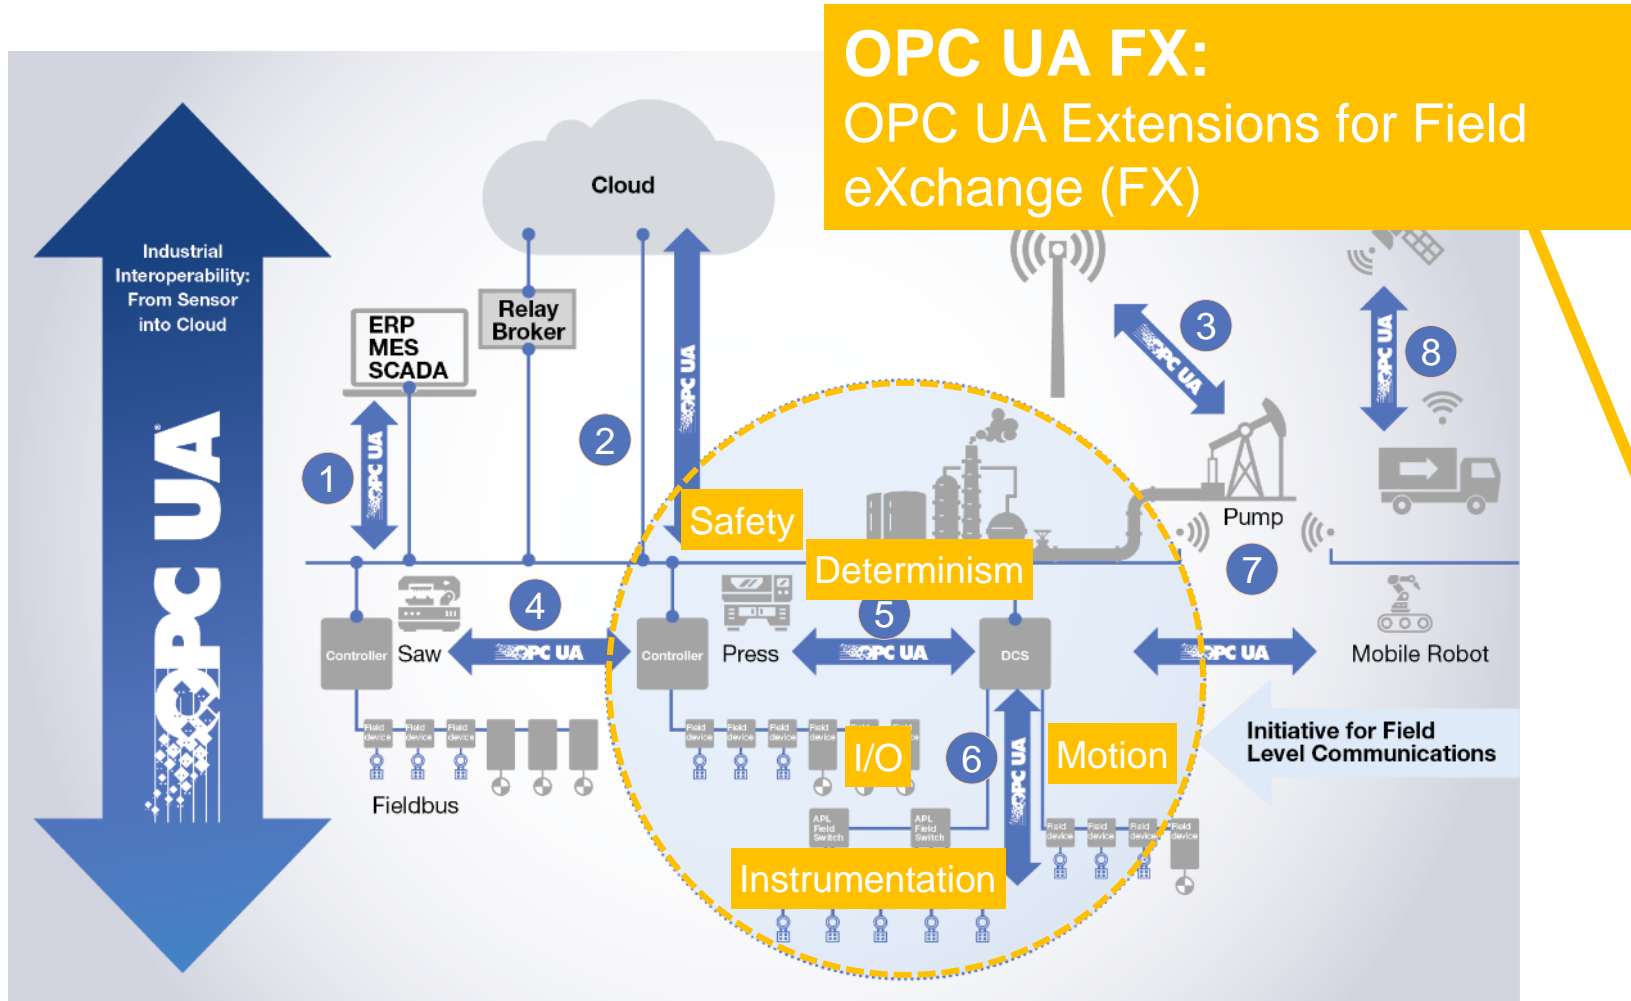 OPC UA FX:
OPC UA Extensions for Field
eXchange (FX)
Industrial
Interoperability:
From Sensor
into Cloud
OPC UA®
Cloud
Relay
Broker
ERP
MES
SCADA
OPC UA
1
2
OPC UA
3
OPC UA
8
OPC UA
Safety
Determinism
Pump
7
4
5
Controller
Saw
OPC UA
Controller
Press
OPC UA
DCS
OPC UA
Mobile Robot
Field
device
Field
device
Field
device
Fieldbus
Field
device
Field
device
Field
device
Field
device
I/O
6
OPC UA
Motion
Initiative for Field
Level Communications
APL
Field
Switch
APL
Field
Switch
Field
device
Field
device
Field
device
Field
device
Instrumentation